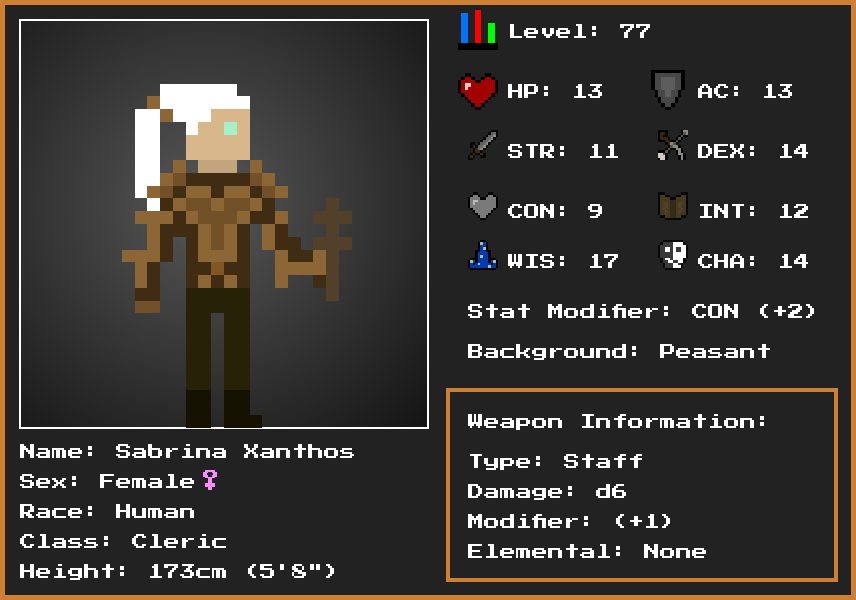 Level: 77
HP: 13 AC: 13
STR: 11 DEX: 14
CON: 9 INT: 12
WIS: 17 CHA: 14
Stat Modifier: CON (+2)
Background: Peasant
Weapon Information:
Type: Staff
Damage: d6
Modifier: (+1)
Elemental: None
Name: Sabrina Xanthos
Sex: Female♀
Race: Human
Class: Cleric
Height: 173cm (5'8")